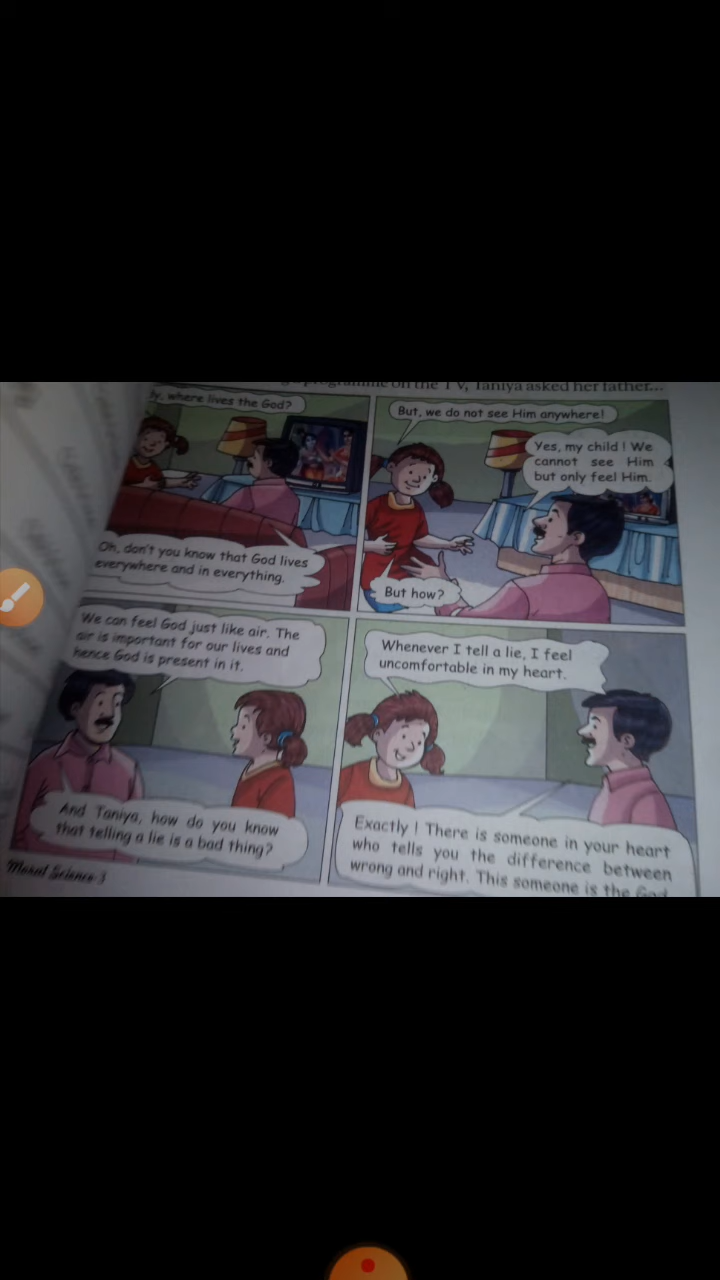 programme on the TV, Taniya asked her father...
where lives the God?
Oh, don't you know that God lives
everywhere and in everything.
But, we do not see Him anywhere!
Yes, my child ! We
cannot see Him
but only feel Him.
But how?
We can feel God just like air. The
air is important for our lives and
hence God is present in it.
And Taniya, how do you know
that telling a lie is a bad thing?
Whenever I tell a lie, I feel
uncomfortable in my heart.
Exactly ! There is someone in your heart
who tells you the difference between
wrong and right. This someone is the God
Moral Science-3